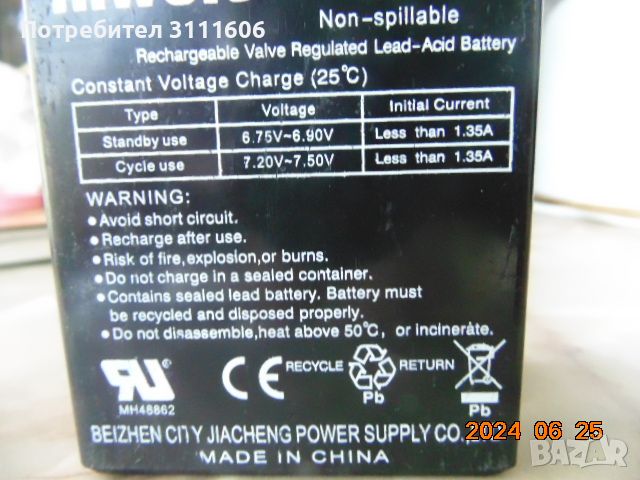 Потребител 3111606
Non-spillable
Rechargeable Valve Regulated Lead-Acid Battery
Constant Voltage Charge (25℃)
Type Voltage Initial Current
Standby use 6.75V~6.90V Less than 1.35A
Cycle use 7.20V~7.50V Less than 1.35A
WARNING:
●Avoid short circuit.
●Recharge after use.
●Risk of fire,explosion,or burns.
●Do not charge in a sealed container.
●Contains sealed lead battery. Battery must
be recycled and disposed properly.
●Do not disassemble,heat above 50℃, or incinerate.
RECYCLE RETURN
MH48862
CE
Pb
Pb
BEIZHEN CITY JIACHENG POWER SUPPLY CO.,
2024 06 25
MADE IN CHINA
BAZAR